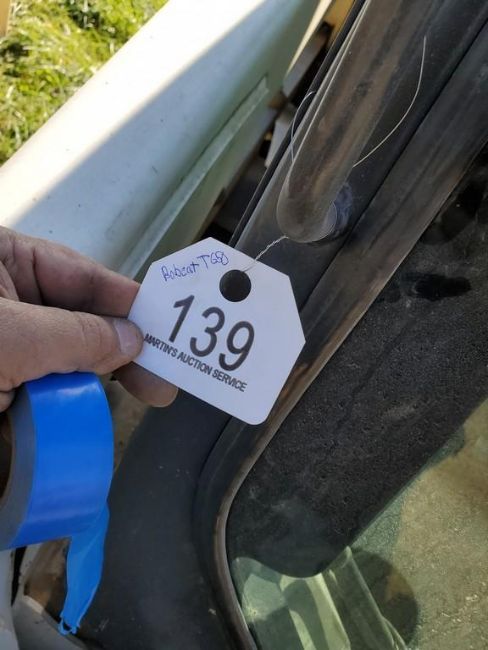 Bobcat T650
139
MARTIN'S AUCTION SERVICE